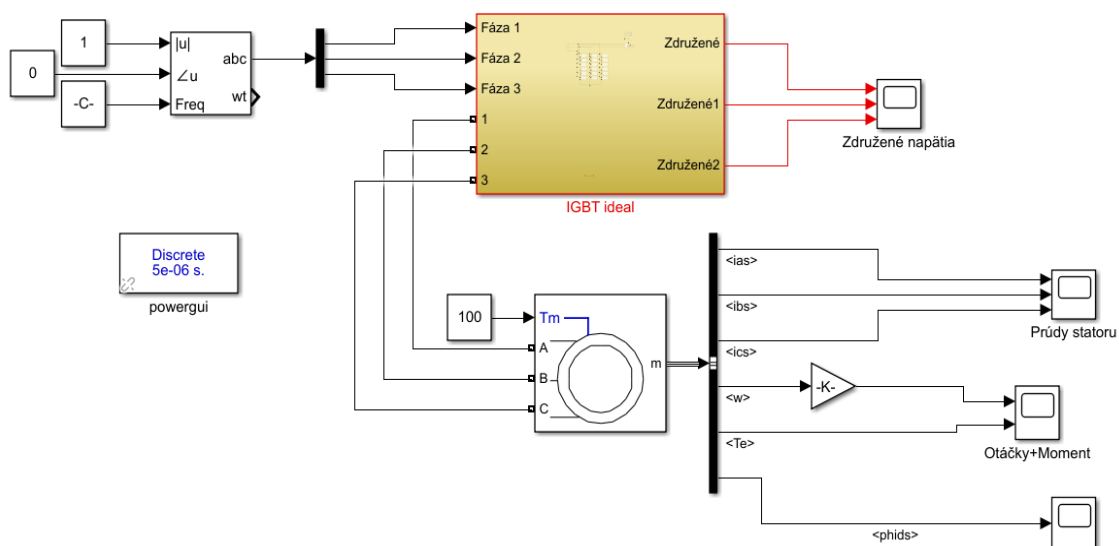 1
0
-C-
|u|
∠u
Freq
abc
wt
Fáza 1
Fáza 2
Fáza 3
1
2
3
Združené
Združené1
Združené2
IGBT ideal
Združené napätia
Discrete
5e-06 s.
powergui
100
Tm
A
B
C
m
<ias>
<ibs>
<ics>
<w>
<Te>
<phids>
-K-
Prúdy statoru
Otáčky+Moment